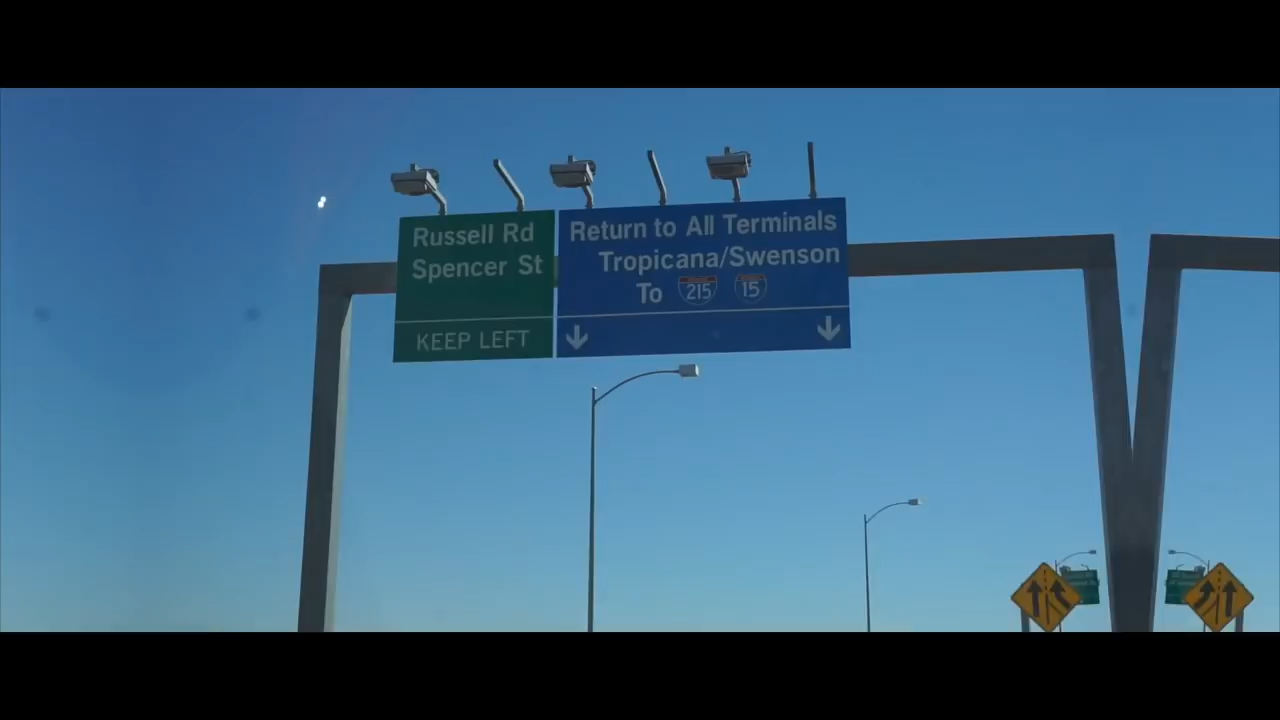 Russell Rd
Spencer St
KEEP LEFT
Return to All Terminals
Tropicana/Swenson
To 215 15